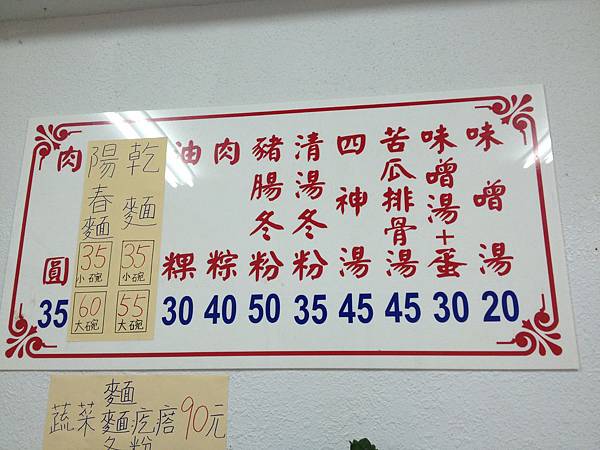 味噌湯 20
味噌湯+蛋 30
苦瓜排骨湯 45
四神湯 45
清湯冬粉 35
豬腸冬粉 50
肉粽 40
油粿 30
乾麵 35 小碗 55 大碗
陽春麵 35 小碗 60 大碗
肉圓 35
麵
蔬菜麵疙瘩 90元
冬粉